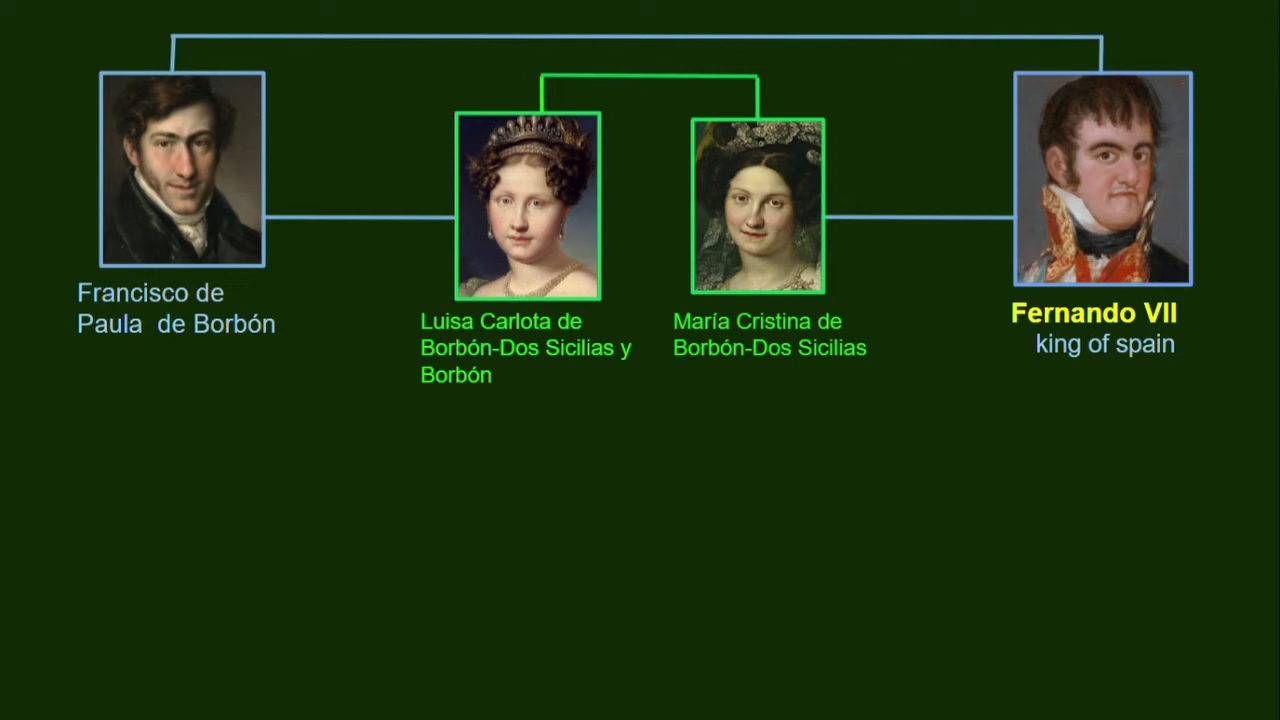 Francisco de
Paula  de Borbón
Luisa Carlota de
Borbón-Dos Sicilias y
Borbón
María Cristina de
Borbón-Dos Sicilias
Fernando VII
king of spain